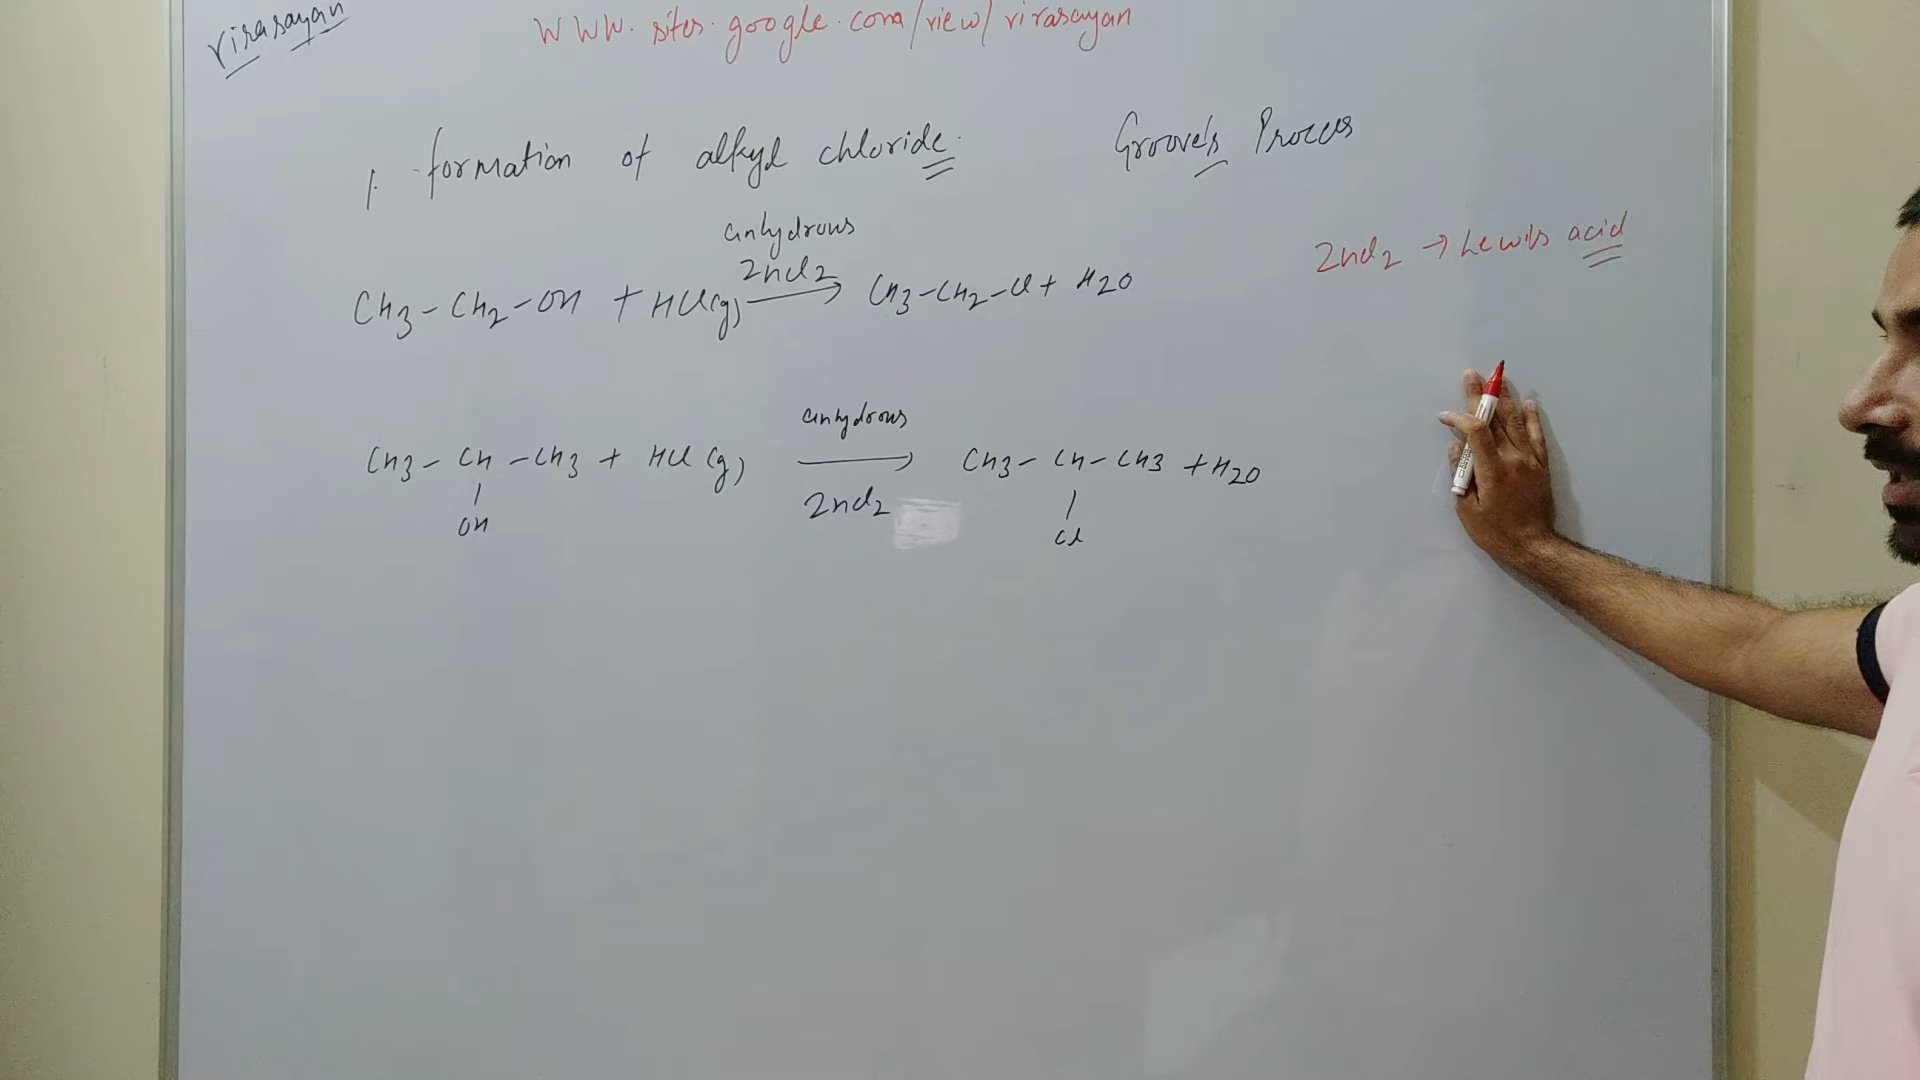 virasayan
WWW.sites.google.com/view/virasayan
1. formation of alkyl chloride.
Groove's Process
anhydrous
ZnCl2
CH3-CH2-OH + HCl(g) → CH3-CH2-Cl + H2O
ZnCl2 → Lewis acid
anhydrous
CH3-CH-CH3 + HCl(g) → CH3-CH-CH3 + H2O
ZnCl2
OH
Cl